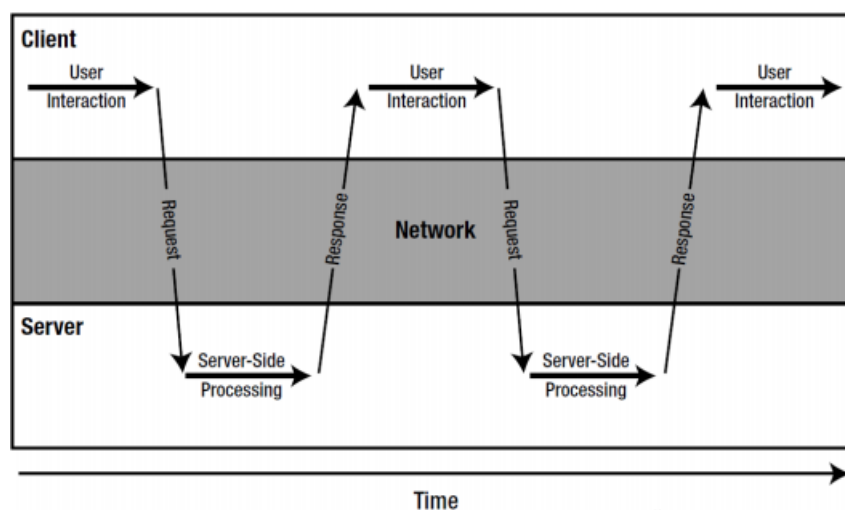 Client
User
Interaction
User
Interaction
User
Interaction
Request
Response
Network
Request
Response
Server
Server-Side
Processing
Server-Side
Processing
Time